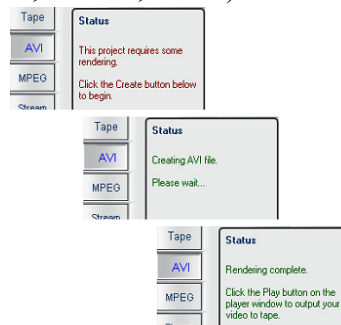 Tape
AVI
MPEG
Stream
Status
This project requires some
rendering.
Click the Create button below
to begin.
Tape
AVI
MPEG
Stream
Status
Creating AVI file.
Please wait...
Tape
AVI
MPEG
Status
Rendering complete.
Click the Play button on the
player window to output your
video to tape.